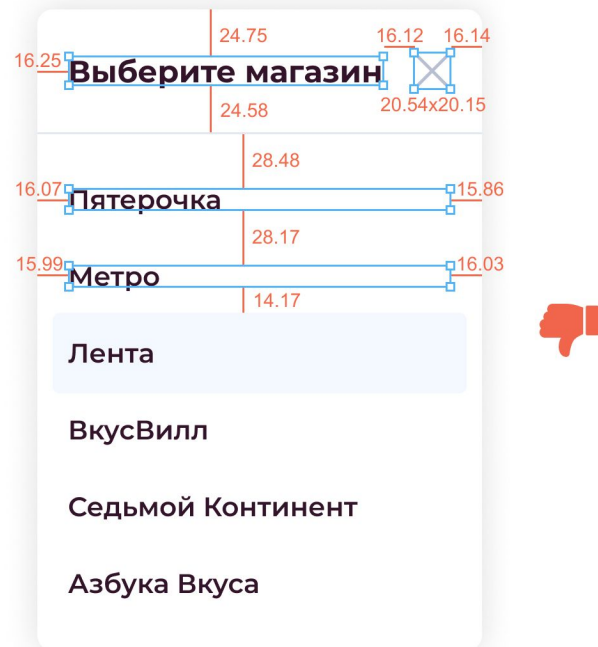 24.75 16.12 16.14
16.25 Выберите магазин
24.58 20.54x20.15
28.48
16.07 Пятерочка 15.86
28.17
15.99 Метро 16.03
14.17
Лента
ВкусВилл
Седьмой Континент
Азбука Вкуса